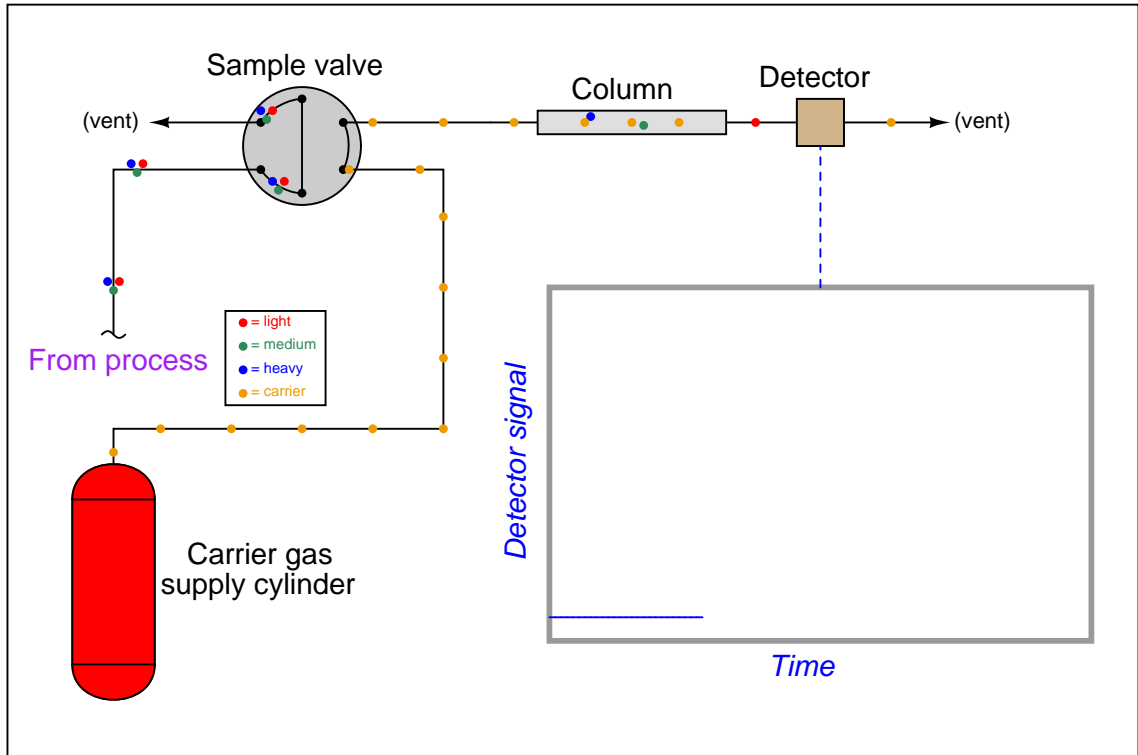 Sample valve
Column
Detector
(vent)
(vent)
= light
= medium
= heavy
= carrier
From process
Detector signal
Carrier gas
supply cylinder
Time